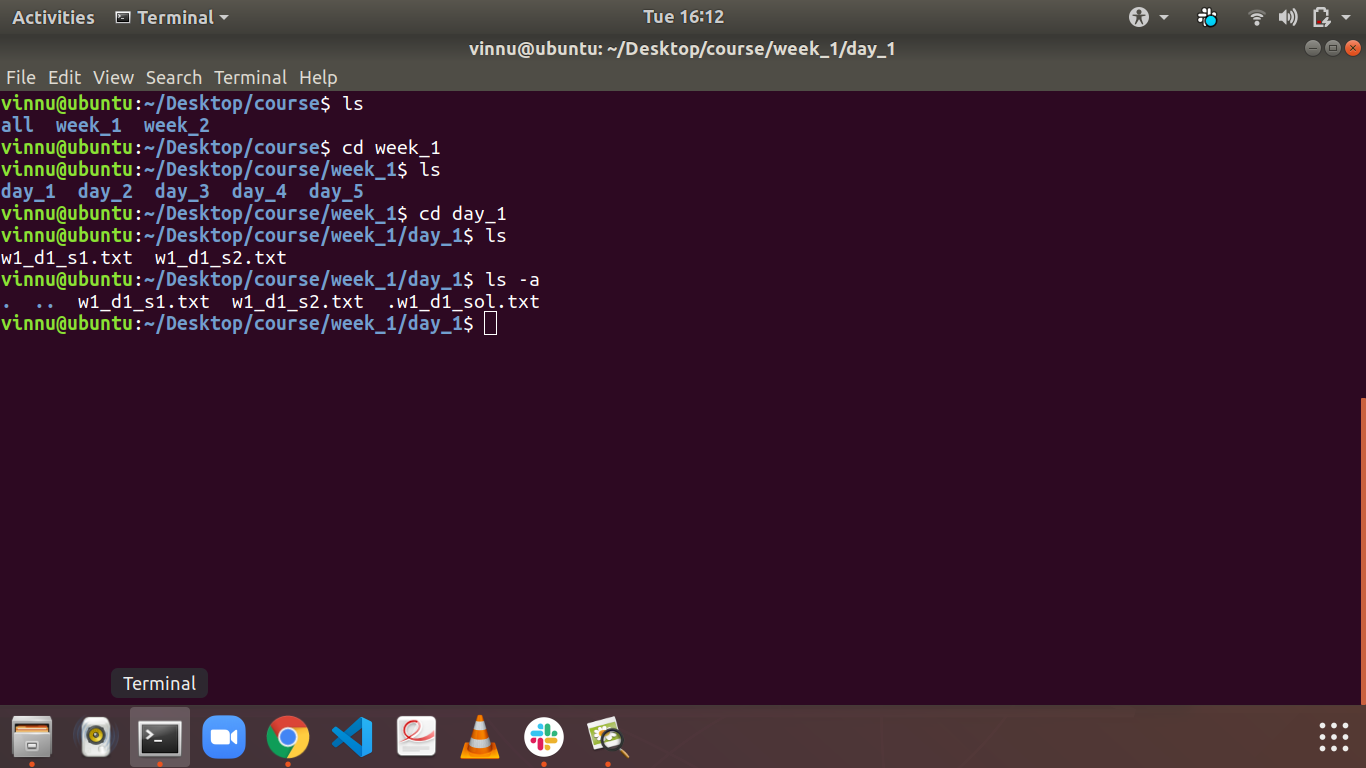 Activities Terminal Tue 16:12
vinnu@ubuntu: ~/Desktop/course/week_1/day_1
File Edit View Search Terminal Help
vinnu@ubuntu:~/Desktop/course$ ls
all  week_1  week_2
vinnu@ubuntu:~/Desktop/course$ cd week_1
vinnu@ubuntu:~/Desktop/course/week_1$ ls
day_1  day_2  day_3  day_4  day_5
vinnu@ubuntu:~/Desktop/course/week_1$ cd day_1
vinnu@ubuntu:~/Desktop/course/week_1/day_1$ ls
w1_d1_s1.txt  w1_d1_s2.txt
vinnu@ubuntu:~/Desktop/course/week_1/day_1$ ls -a
.  ..  w1_d1_s1.txt  w1_d1_s2.txt  .w1_d1_sol.txt
vinnu@ubuntu:~/Desktop/course/week_1/day_1$
Terminal